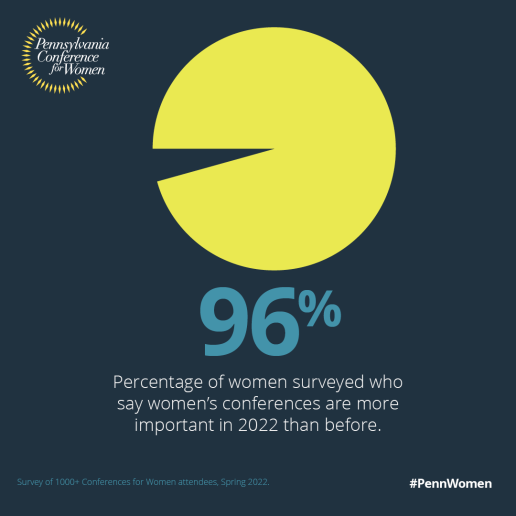 Pennsylvania
Conference
for Women
96%
Percentage of women surveyed who
say women's conferences are more
important in 2022 than before.
Survey of 1000+ Conferences for Women attendees, Spring 2022.
#PennWomen